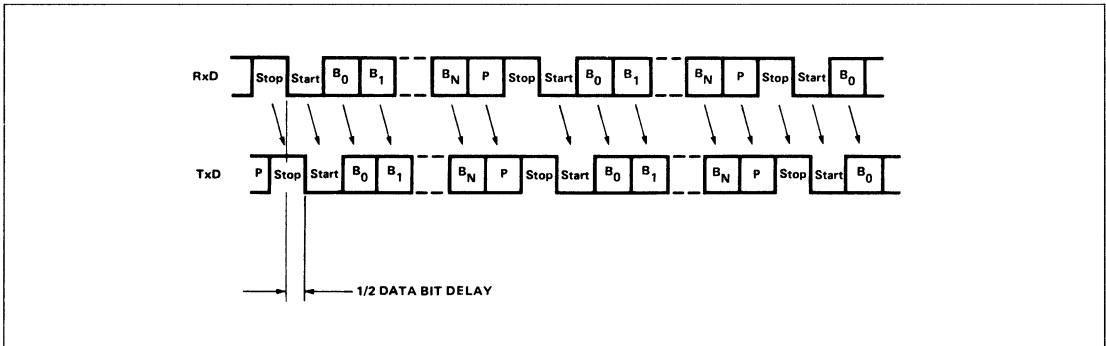 RxD Stop Start B0 B1 BN P Stop Start B0 B1 BN P Stop Start B0
TxD P Stop Start B0 B1 BN P Stop Start B0 B1 BN P Stop Start B0
1/2 DATA BIT DELAY